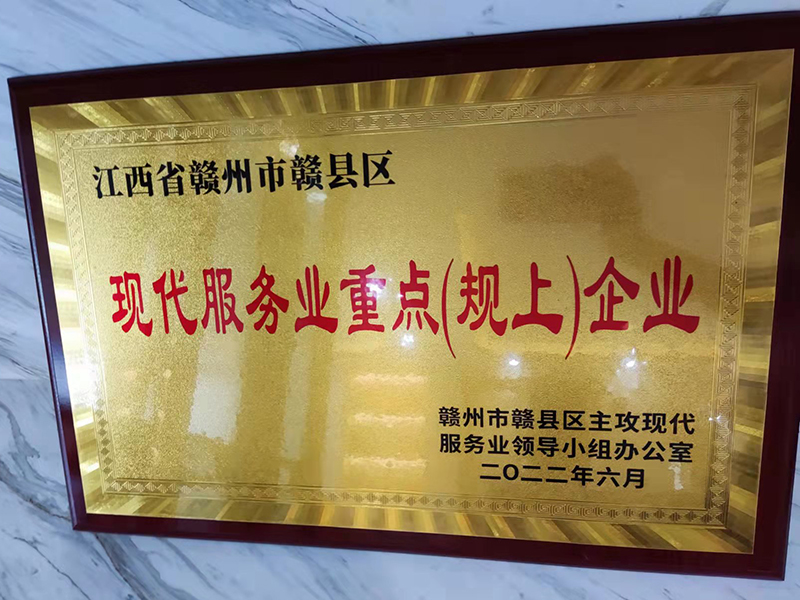 江西省赣州市赣县区
现代服务业重点(规上)企业
赣州市赣县区主攻现代
服务业领导小组办公室
二〇二二年六月